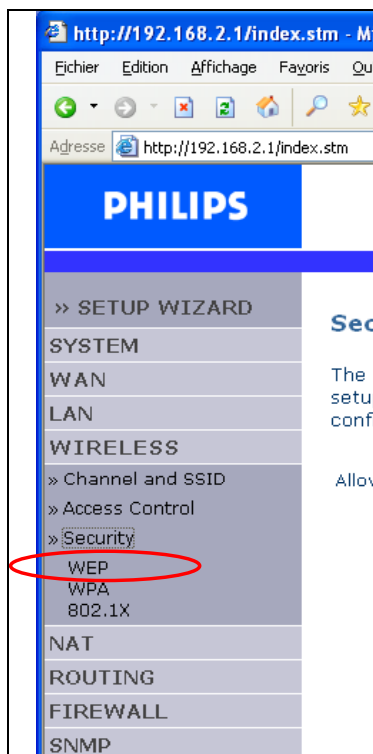 http://192.168.2.1/index.stm - M
Fichier Edition Affichage Favoris Ou
Adresse http://192.168.2.1/index.stm
PHILIPS
» SETUP WIZARD
Sec
SYSTEM
WAN
The
setu
LAN
conf
WIRELESS
» Channel and SSID
Allov
» Access Control
» Security
WEP
WPA
802.1X
NAT
ROUTING
FIREWALL
SNMP